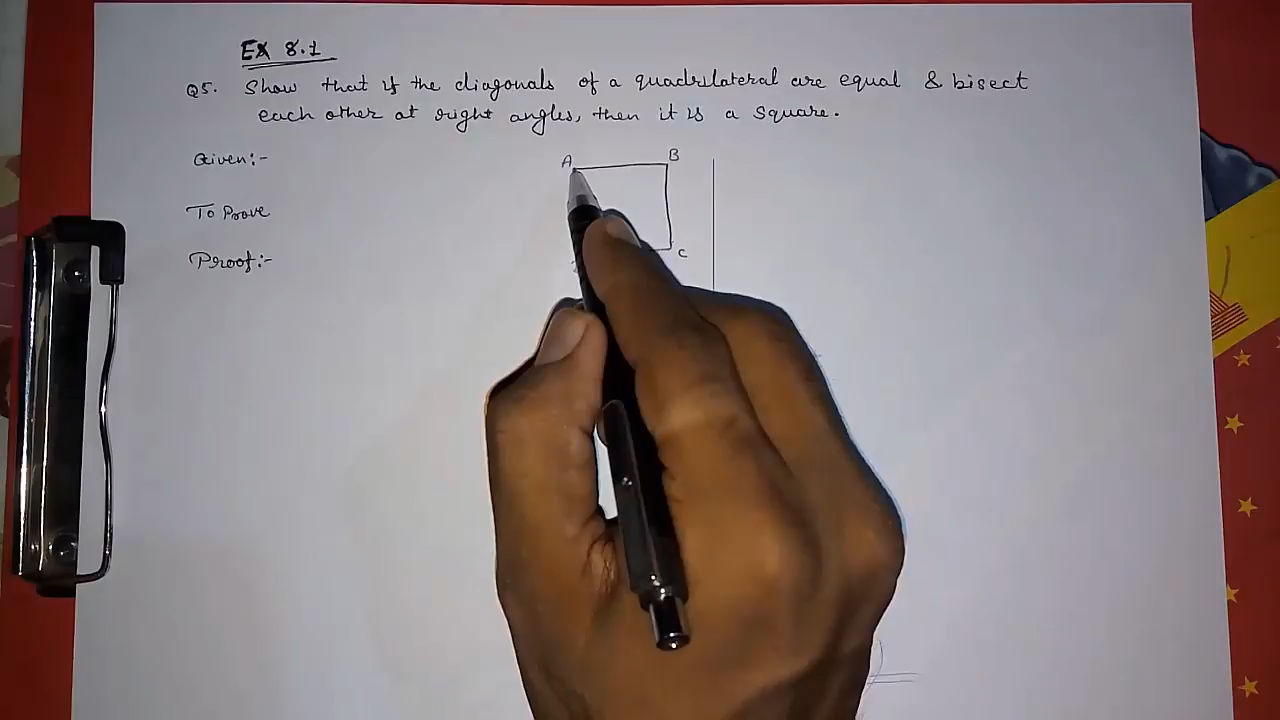 Ex 8.1
Q5. Show that if the diagonals of a quadrilateral are equal & bisect
each other at right angles, then it is a square.
Given:-
A B
To Prove
C
Proof:-